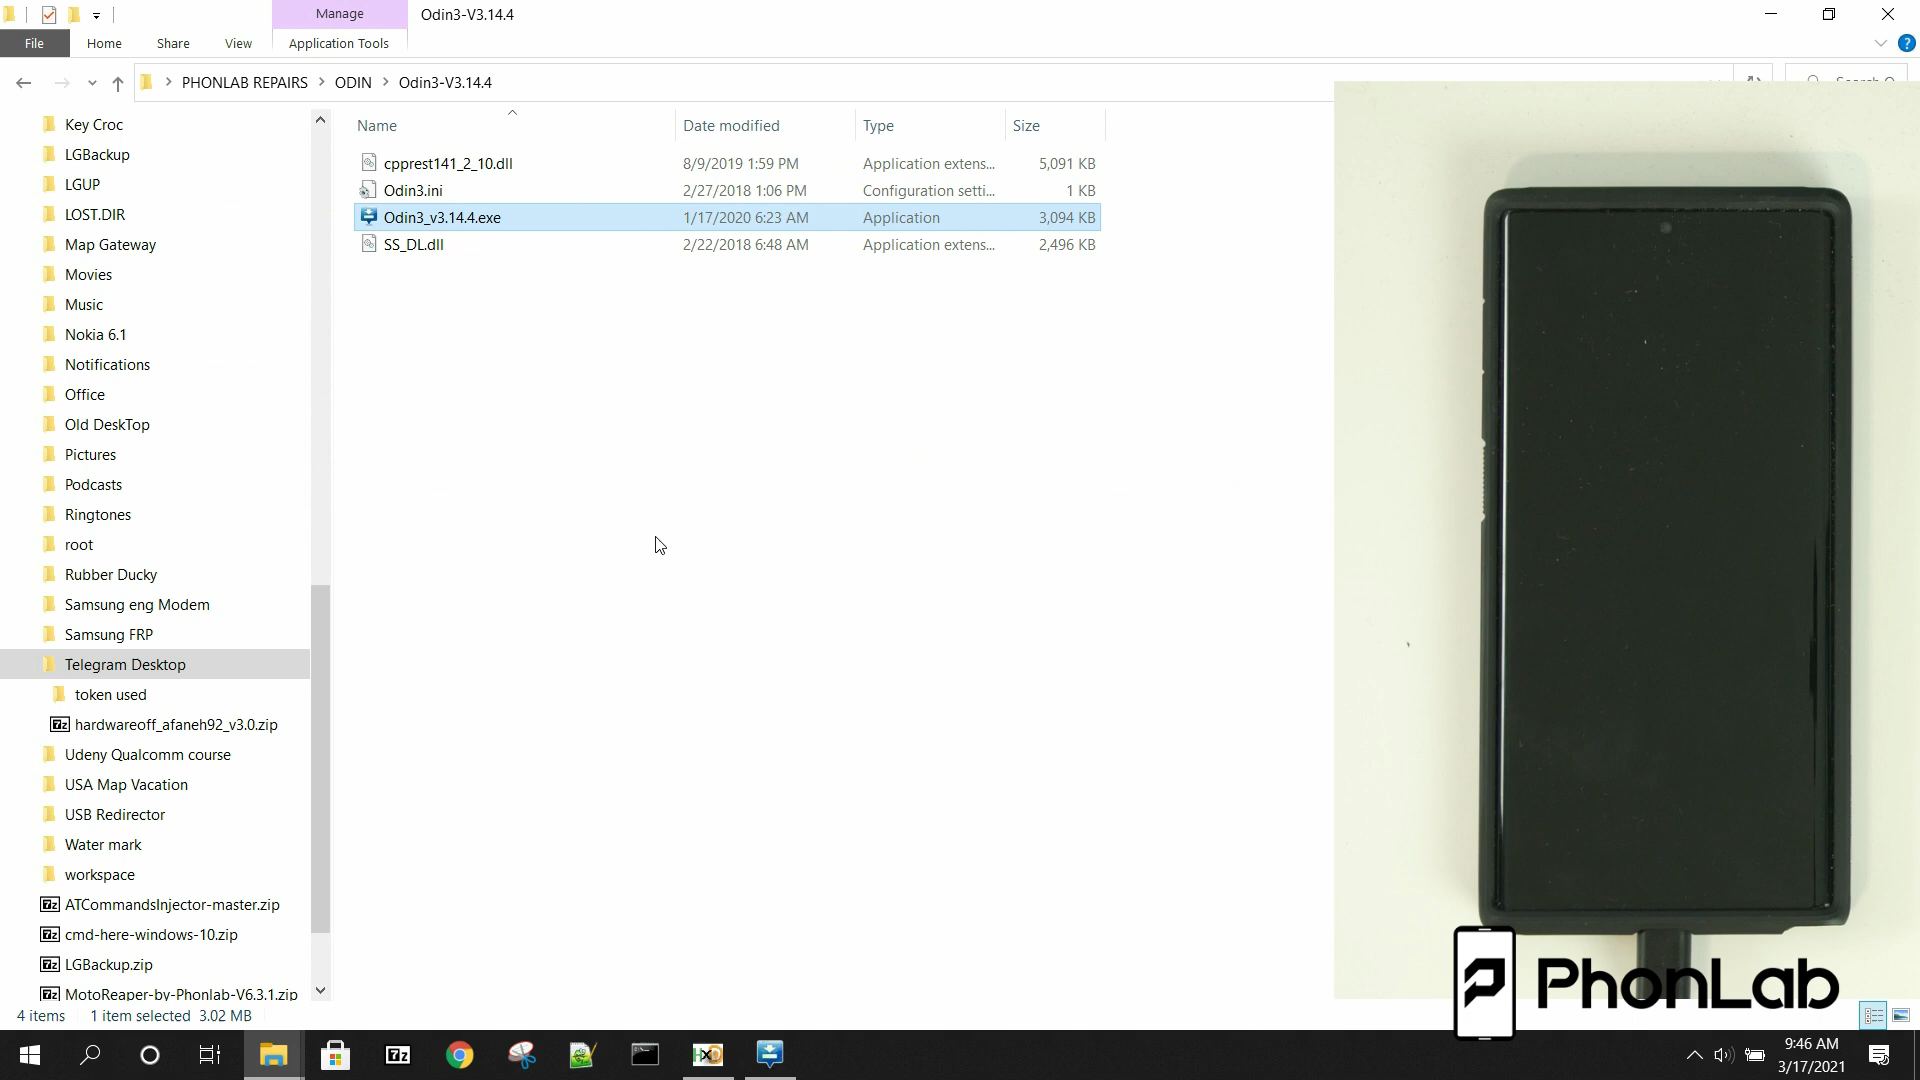 Manage
Odin3-V3.14.4
File
Home
Share
View
Application Tools
PHONLAB REPAIRS
ODIN
Odin3-V3.14.4
Name
Date modified
Type
Size
cpprest141_2_10.dll
8/9/2019 1:59 PM
Application extens...
5,091 KB
Odin3.ini
2/27/2018 1:06 PM
Configuration setti...
1 KB
Odin3_v3.14.4.exe
1/17/2020 6:23 AM
Application
3,094 KB
SS_DL.dll
2/22/2018 6:48 AM
Application extens...
2,496 KB
Key Croc
LGBackup
LGUP
LOST.DIR
Map Gateway
Movies
Music
Nokia 6.1
Notifications
Office
Old DeskTop
Pictures
Podcasts
Ringtones
root
Rubber Ducky
Samsung eng Modem
Samsung FRP
Telegram Desktop
token used
7z hardwareoff_afaneh92_v3.0.zip
Udeny Qualcomm course
USA Map Vacation
USB Redirector
Water mark
workspace
7z ATCommandsInjector-master.zip
7z cmd-here-windows-10.zip
7z LGBackup.zip
7z MotoReaper-by-Phonlab-V6.3.1.zip
4 items
1 item selected 3.02 MB
PhonLab
7z
HxD
9:46 AM
3/17/2021